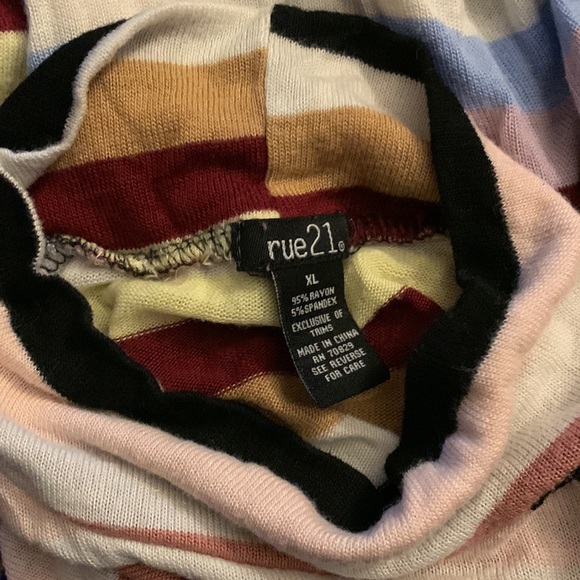 rue21®
XL
95% RAYON
5% SPANDEX
EXCLUSIVE OF
TRIMS
MADE IN CHINA
RN 70829
SEE REVERSE
FOR CARE